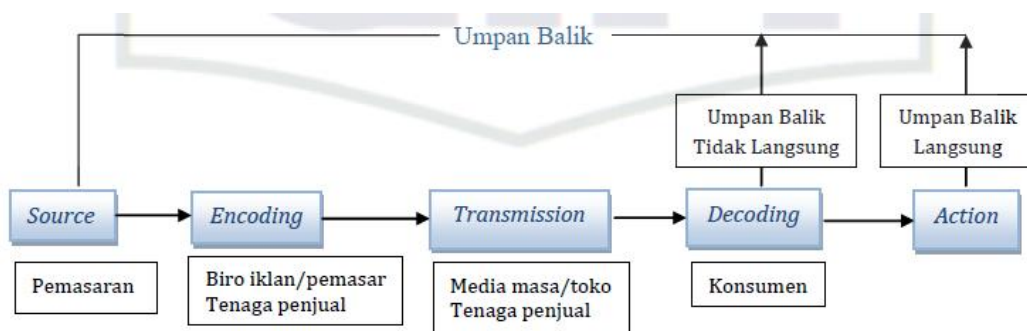 Umpan Balik
Umpan Balik
Tidak Langsung
Umpan Balik
Langsung
Source
Encoding
Transmission
Decoding
Action
Pemasaran
Biro iklan/pemasar
Tenaga penjual
Media masa/toko
Tenaga penjual
Konsumen